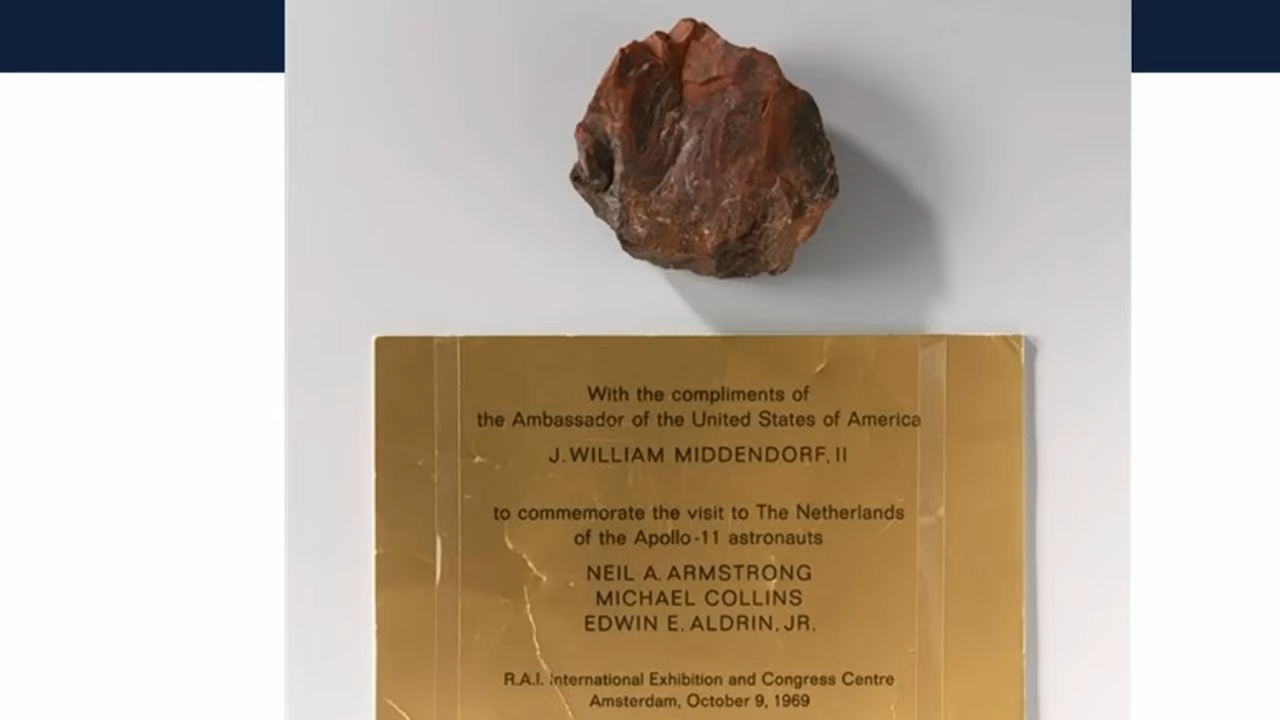 With the compliments of
the Ambassador of the United States of America
J. WILLIAM MIDDENDORF, II
to commemorate the visit to The Netherlands
of the Apollo-11 astronauts
NEIL A. ARMSTRONG
MICHAEL COLLINS
EDWIN E. ALDRIN, JR.
R.A.I. International Exhibition and Congress Centre
Amsterdam, October 9, 1969